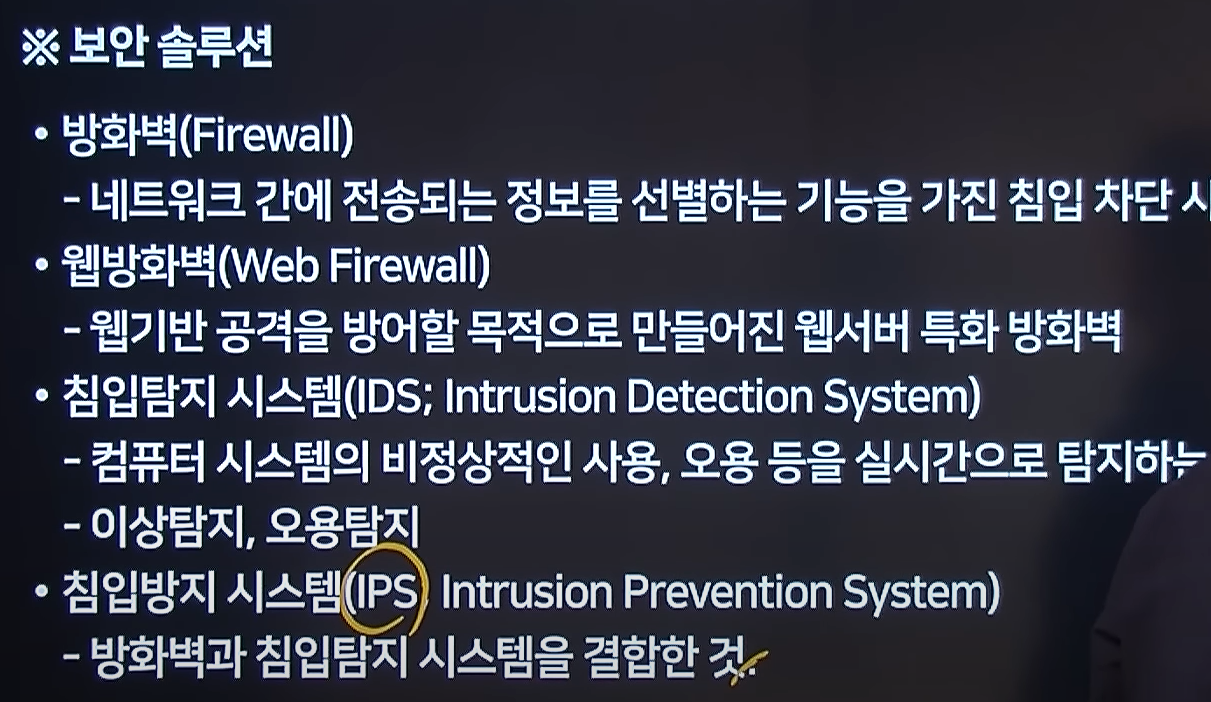 ※ 보안 솔루션
• 방화벽(Firewall)
- 네트워크 간에 전송되는 정보를 선별하는 기능을 가진 침입 차단
• 웹방화벽(Web Firewall)
- 웹기반 공격을 방어할 목적으로 만들어진 웹서버 특화 방화벽
• 침입탐지 시스템(IDS; Intrusion Detection System)
- 컴퓨터 시스템의 비정상적인 사용, 오용 등을 실시간으로 탐지하는
- 이상탐지, 오용탐지
• 침입방지 시스템(IPS; Intrusion Prevention System)
- 방화벽과 침입탐지 시스템을 결합한 것.